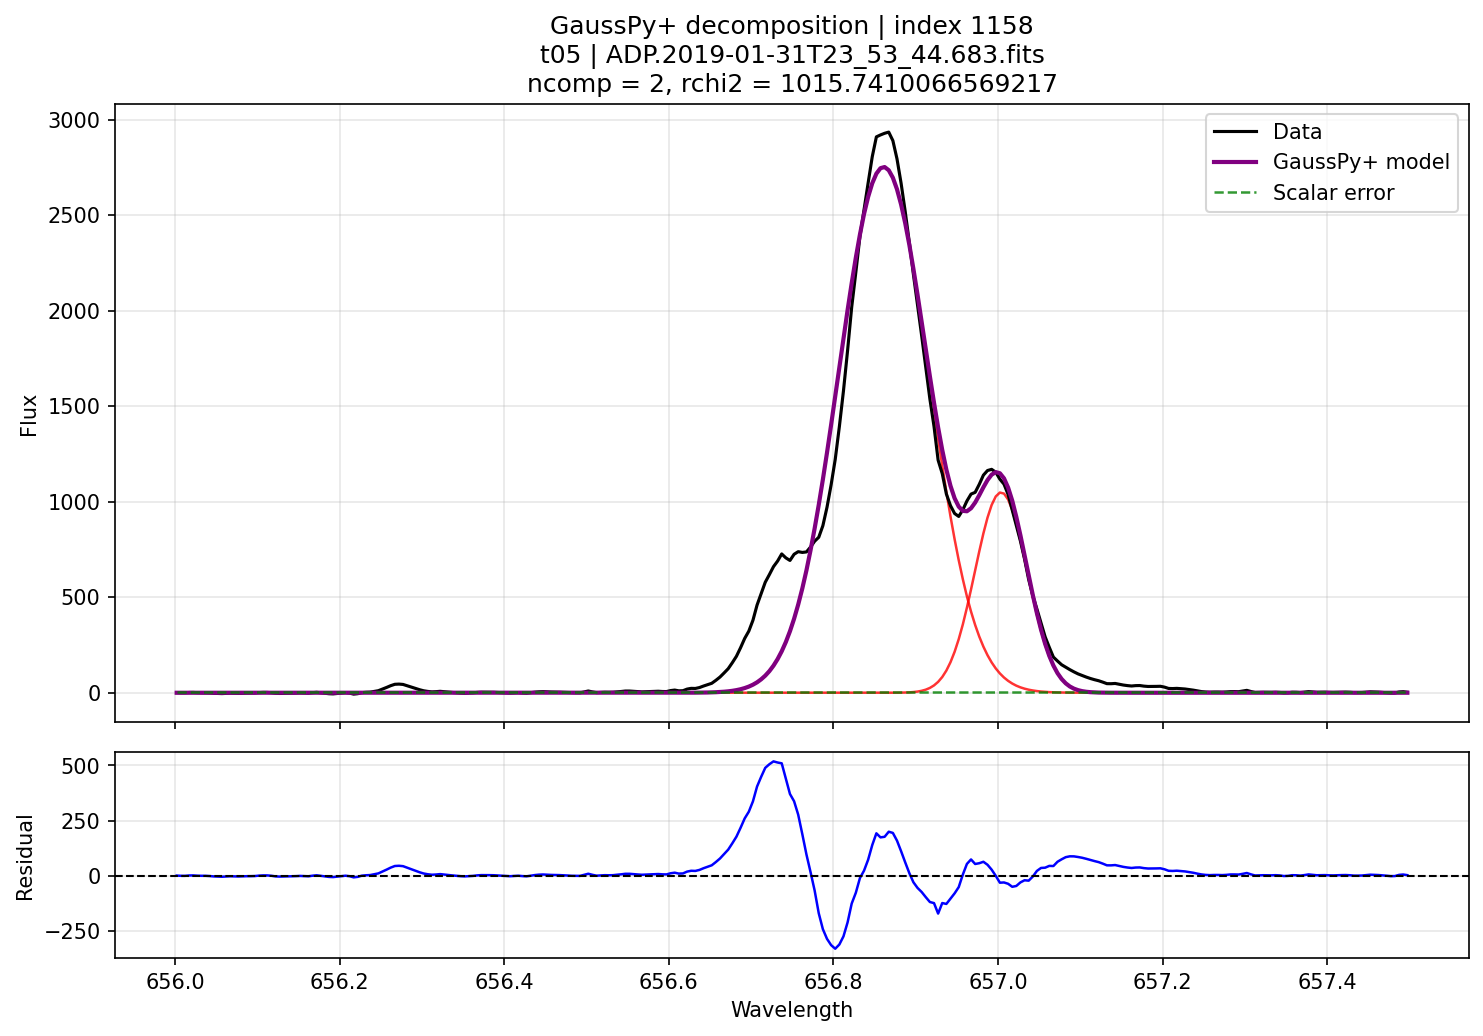 GaussPy+ decomposition | index 1158
t05 | ADP.2019-01-31T23_53_44.683.fits
ncomp = 2, rchi2 = 1015.7410066569217
Data
GaussPy+ model
Scalar error
3000
2500
2000
1500
1000
500
0
Flux
500
250
0
−250
Residual
656.0 656.2 656.4 656.6 656.8 657.0 657.2 657.4
Wavelength